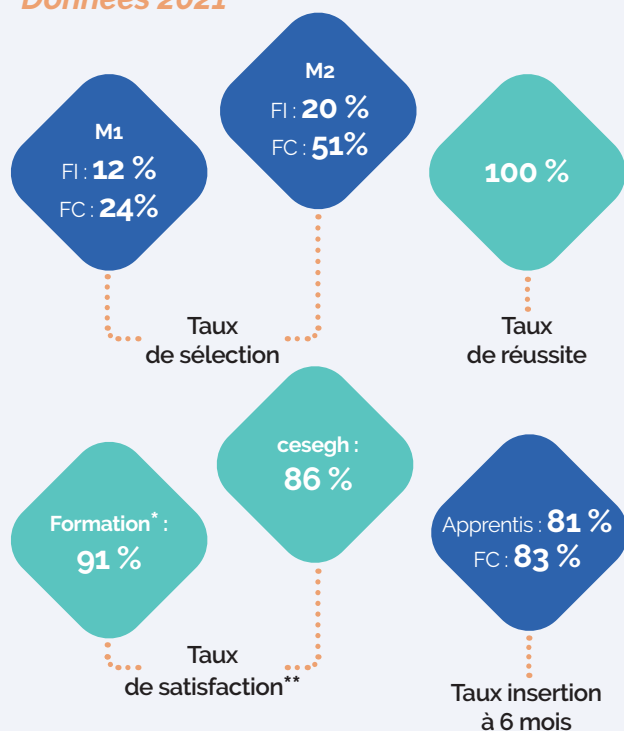 Données 2021
M1
FI : 12 %
FC : 24%
M2
FI : 20 %
FC : 51%
100 %
Taux
de sélection
Taux
de réussite
Formation* :
91 %
cesegh :
86 %
Apprentis : 81 %
FC : 83 %
Taux
de satisfaction**
Taux insertion
à 6 mois